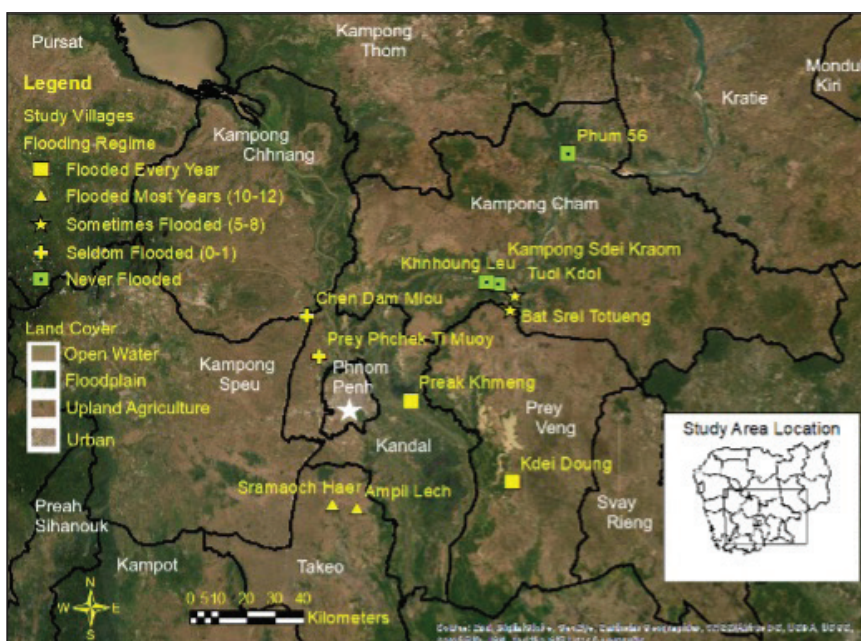 Pursat
Kampong
Thom
Mondul
Kiri
Kratie
Legend
Study Villages
Flooding Regime
Flooded Every Year
Flooded Most Years (10-12)
Sometimes Flooded (5-8)
Seldom Flooded (0-1)
Never Flooded
Land Cover
Open Water
Floodplain
Upland Agriculture
Urban
Kampong
Chhnang
Phum 56
Kampong Cham
Kampong Sdei Kraom
Khnhoung Leu
Tuol Kdol
Chen Dam Mlou
Bat Srei Totueng
Prey Phchek Ti Muoy
Kampong
Speu
Phnom
Penh
Preak Khmeng
Prey
Veng
Kandal
Kdei Doung
Sramaoch Haer
Ampil Lech
Svay
Rieng
Preah
Sihanouk
Kampot
Takeo
Study Area Location
N
W E
S
0 5 10 20 30 40
Kilometers